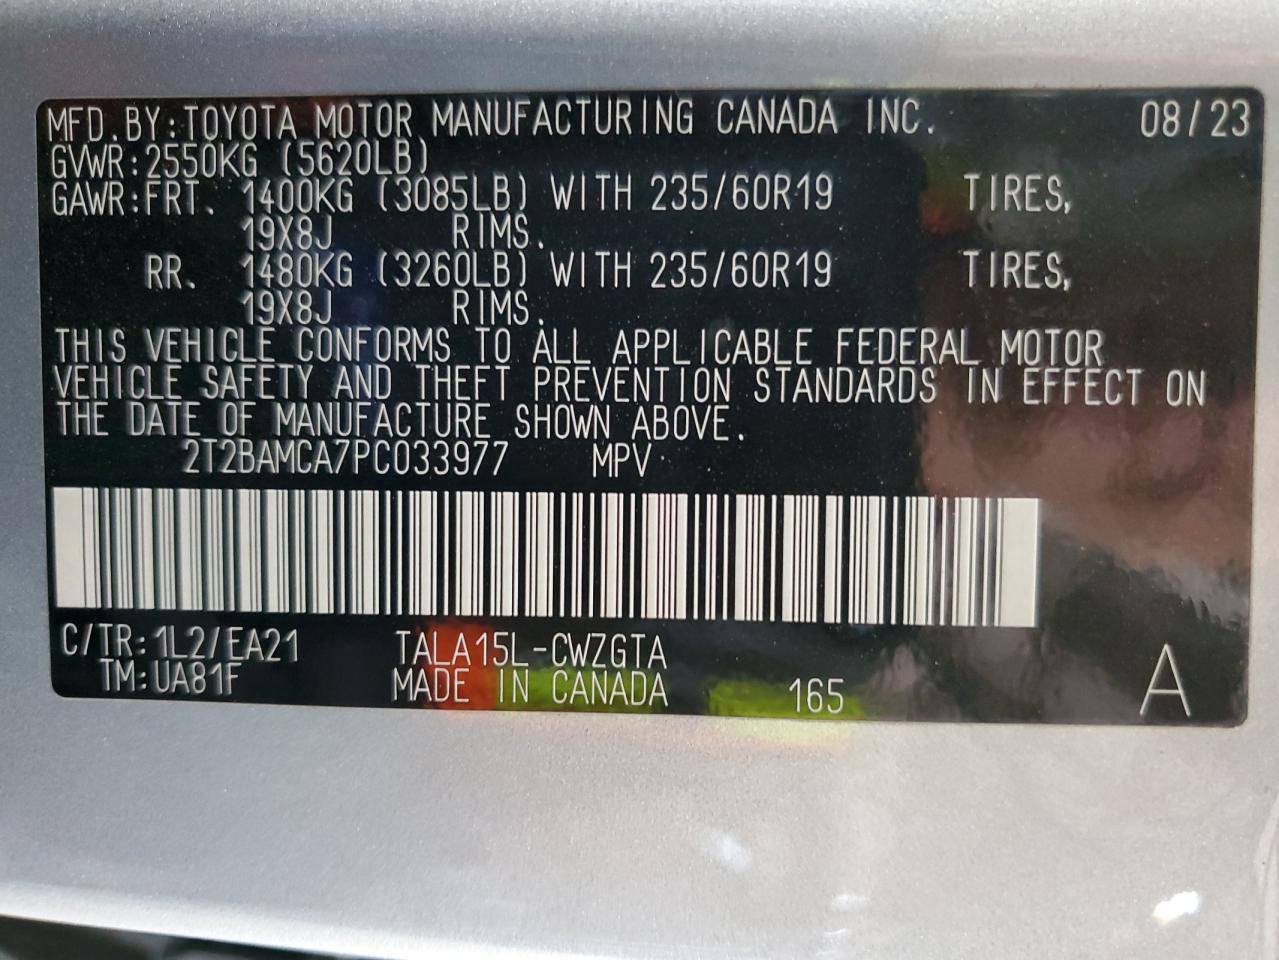 MFD.BY:TOYOTA MOTOR MANUFACTURING CANADA INC. 08/23
GVWR:2550KG (5620LB)
GAWR:FRT. 1400KG (3085LB) WITH 235/60R19 TIRES,
19X8J RIMS.
RR. 1480KG (3260LB) WITH 235/60R19 TIRES,
19X8J RIMS.
THIS VEHICLE CONFORMS TO ALL APPLICABLE FEDERAL MOTOR
VEHICLE SAFETY AND THEFT PREVENTION STANDARDS IN EFFECT ON
THE DATE OF MANUFACTURE SHOWN ABOVE.
2T2BAMCA7PC033977 MPV
C/TR:1L2/EA21 TALA15L-CWZGTA
TM:UA81F MADE IN CANADA 165 A